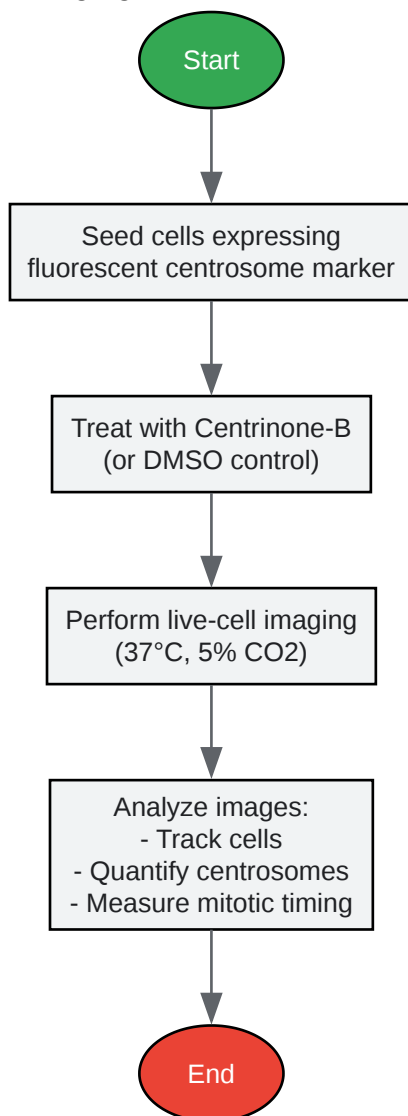 Start
Seed cells expressing
fluorescent centrosome marker
Treat with Centrinone-B
(or DMSO control)
Perform live-cell imaging
(37°C, 5% CO2)
Analyze images:
- Track cells
- Quantify centrosomes
- Measure mitotic timing
End